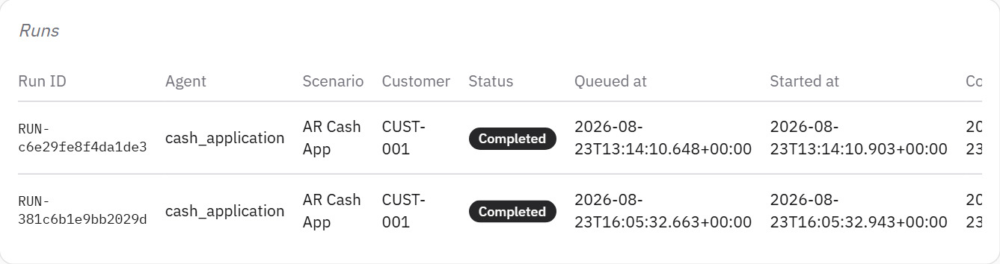 Runs
Run ID Agent Scenario Customer Status Queued at Started at Co
RUN-
c6e29fe8f4da1de3 cash_application AR Cash
App CUST-
001 Completed 2026-08-
23T13:14:10.648+00:00 2026-08-
23T13:14:10.903+00:00 20
23
RUN-
381c6b1e9bb2029d cash_application AR Cash
App CUST-
001 Completed 2026-08-
23T16:05:32.663+00:00 2026-08-
23T16:05:32.943+00:00 20
23